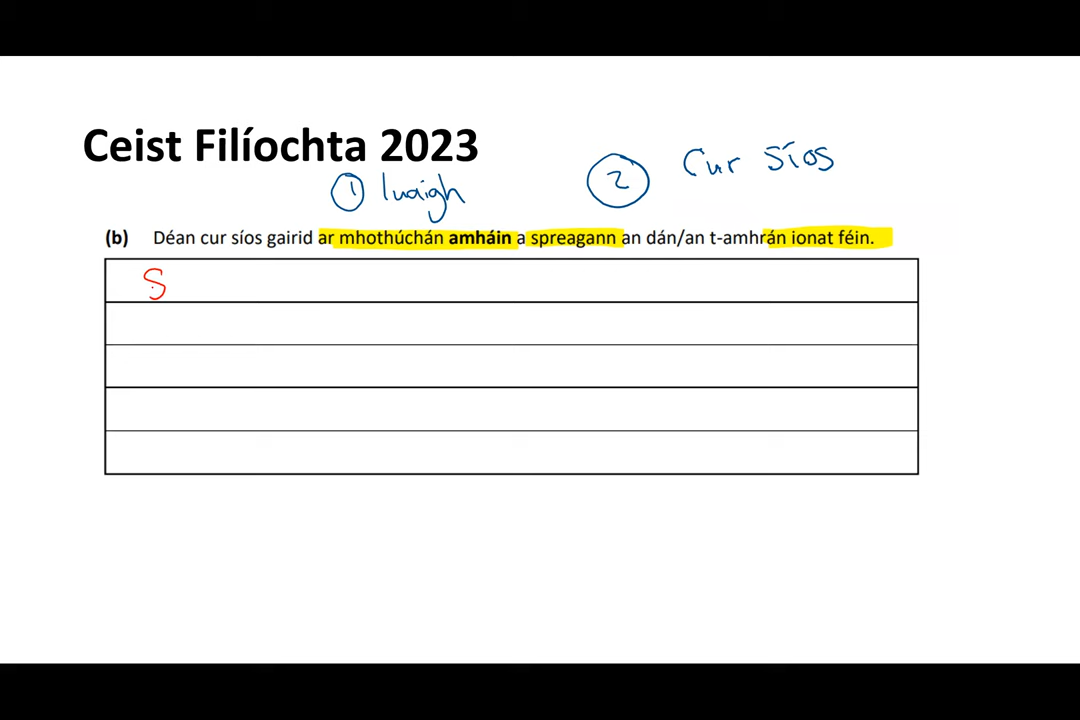 Ceist Filíochta 2023
① luaigh ② Cur síos
(b) Déan cur síos gairid ar mhothúchán amháin a spreagann an dán/an t-amhrán ionat féin.
S